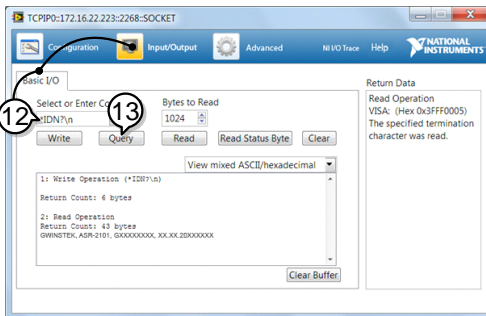 TCPIP0::172.16.22.223::2268::SOCKET
Configuration Input/Output Advanced NI I/O Trace Help NATIONAL INSTRUMENTS
Basic I/O
Return Data
Select or Enter Co
Bytes to Read
12
*IDN?\n
13
1024
Write Query Read Read Status Byte Clear
Read Operation
VISA: (Hex 0x3FFF0005)
The specified termination
character was read.
View mixed ASCII/hexadecimal
1: Write Operation (*IDN?\n)
Return Count: 6 bytes
2: Read Operation
Return Count: 43 bytes
GWINSTEK, ASR-2101, GXXXXXXXX, XX.XX.20XXXXXX
Clear Buffer